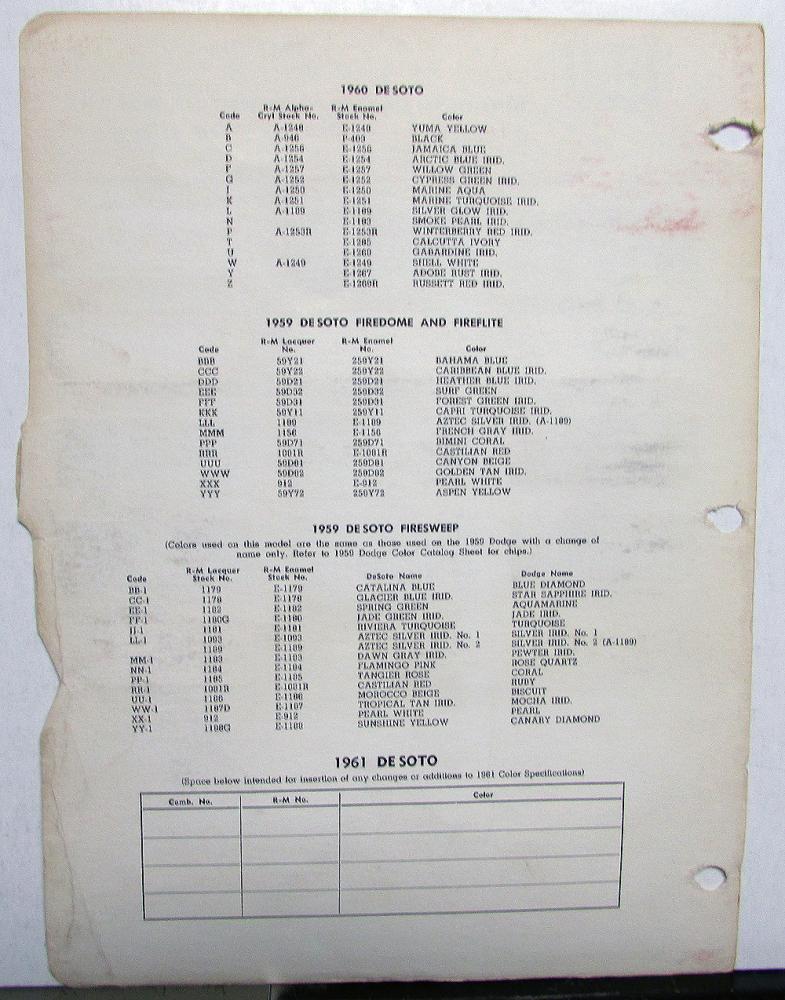 1960 DE SOTO
Code R-M Alpha-Cryl Stock No. R-M Enamel Stock No. Color
A A-1248 E-1248 YUMA YELLOW
B A-946 P-403 BLACK
C A-1256 E-1256 JAMAICA BLUE
D A-1254 E-1254 ARCTIC BLUE IRID.
F A-1257 E-1257 WILLOW GREEN
G A-1252 E-1252 CYPRESS GREEN IRID.
J A-1250 E-1250 MARINE AQUA
K A-1251 E-1251 MARINE TURQUOISE IRID.
L A-1189 E-1189 SILVER GLOW IRID.
N E-1183 SMOKE PEARL IRID.
P A-1253R E-1253R WINTERBERRY RED IRID.
T E-1265 CALCUTTA IVORY
U E-1260 GABARDINE IRID.
W A-1249 E-1249 SHELL WHITE
Y E-1267 ADOBE RUST IRID.
Z E-1269R RUSSETT RED IRID.
1959 DE SOTO FIREDOME AND FIREFLITE
Code R-M Lacquer No. R-M Enamel No. Color
BBB 59Y21 259Y21 BAHAMA BLUE
CCC 59Y22 259Y22 CARIBBEAN BLUE IRID.
DDD 59D21 259D21 HEATHER BLUE IRID.
EEE 59D32 259D32 SURF GREEN
FFF 59D31 259D31 FOREST GREEN IRID.
KKK 59Y11 259Y11 CAPRI TURQUOISE IRID.
LLL 1189 E-1189 AZTEC SILVER IRID. (A-1189)
MMM 1156 E-1156 FRENCH GRAY IRID.
PPP 59D71 259D71 BIMINI CORAL
RRR 1081R E-1081R CASTILIAN RED
UUU 59D81 259D81 CANYON BEIGE
WWW 59D82 259D82 GOLDEN TAN IRID.
XXX 912 E-912 PEARL WHITE
YYY 59Y72 259Y72 ASPEN YELLOW
1959 DE SOTO FIRESWEEP
(Colors used on this model are the same as those used on the 1959 Dodge with a change of
name only. Refer to 1959 Dodge Color Catalog Sheet for chips.)
Code R-M Lacquer Stock No. R-M Enamel Stock No. DeSoto Name Dodge Name
BB-1 1179 E-1179 CATALINA BLUE BLUE DIAMOND
CC-1 1178 E-1178 GLACIER BLUE IRID. STAR SAPPHIRE IRID.
EE-1 1182 E-1182 SPRING GREEN AQUAMARINE
FF-1 1180G E-1180 JADE GREEN IRID. JADE IRID.
JJ-1 1181 E-1181 RIVIERA TURQUOISE TURQUOISE
LL-1 1093 E-1093 AZTEC SILVER IRID. No. 1 SILVER IRID. No. 1
1189 E-1189 AZTEC SILVER IRID. No. 2 SILVER IRID. No. 2 (A-1189)
MM-1 1183 E-1183 DAWN GRAY IRID. PEWTER IRID.
NN-1 1184 E-1184 FLAMINGO PINK ROSE QUARTZ
PP-1 1185 E-1185 TANGIER ROSE CORAL
RR-1 1081R E-1081R CASTILIAN RED RUBY
UU-1 1186 E-1186 MOROCCO BEIGE BISCUIT
WW-1 1187D E-1187 TROPICAL TAN IRID. MOCHA IRID.
XX-1 912 E-912 PEARL WHITE PEARL
YY-1 1188G E-1188 SUNSHINE YELLOW CANARY DIAMOND
1961 DE SOTO
(Space below intended for insertion of any changes or additions to 1961 Color Specifications)
Comb. No. R-M No. Color